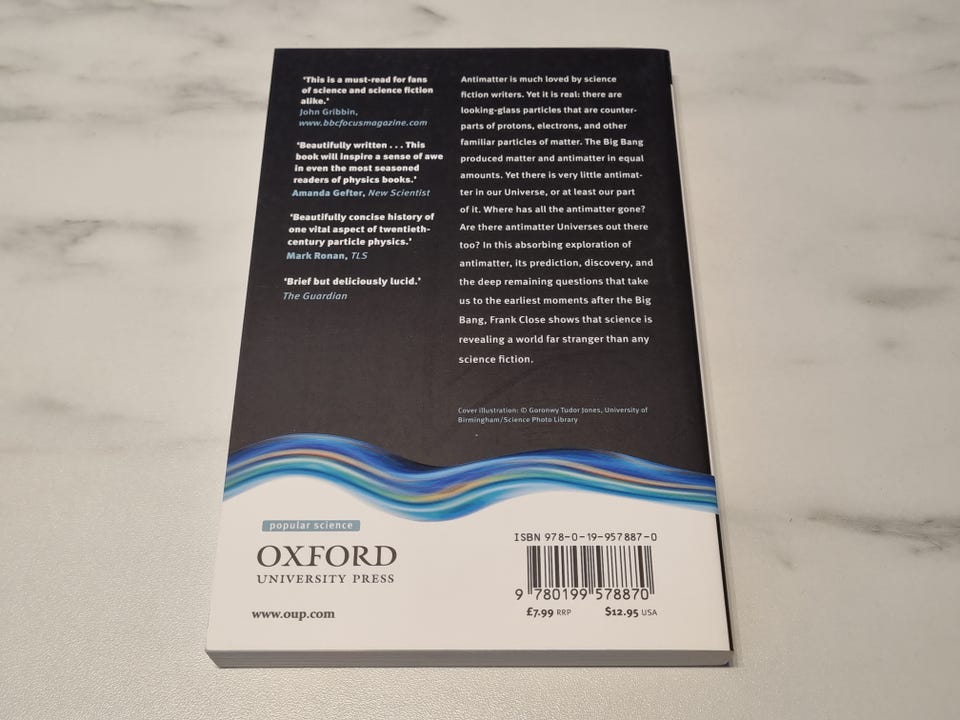 ‘This is a must-read for fans
of science and science fiction
alike.’
John Gribbin,
www.bbcfocusmagazine.com
‘Beautifully written . . . This
book will inspire a sense of awe
in even the most seasoned
readers of physics books.’
Amanda Gefter, New Scientist
‘Beautifully concise history of
one vital aspect of twentieth-
century particle physics.’
Mark Ronan, TLS
‘Brief but deliciously lucid.’
The Guardian
Antimatter is much loved by science
fiction writers. Yet it is real: there are
looking-glass particles that are counter-
parts of protons, electrons, and other
familiar particles of matter. The Big Bang
produced matter and antimatter in equal
amounts. Yet there is very little antimat-
ter in our Universe, or at least our part
of it. Where has all the antimatter gone?
Are there antimatter Universes out there
too? In this absorbing exploration of
antimatter, its prediction, discovery, and
the deep remaining questions that take
us to the earliest moments after the Big
Bang, Frank Close shows that science is
revealing a world far stranger than any
science fiction.
Cover illustration: © Goronwy Tudor Jones, University of
Birmingham/Science Photo Library
popular science
OXFORD
UNIVERSITY PRESS
www.oup.com
ISBN 978-0-19-957887-0
9 780199 578870
£7.99 RRP $12.95 USA